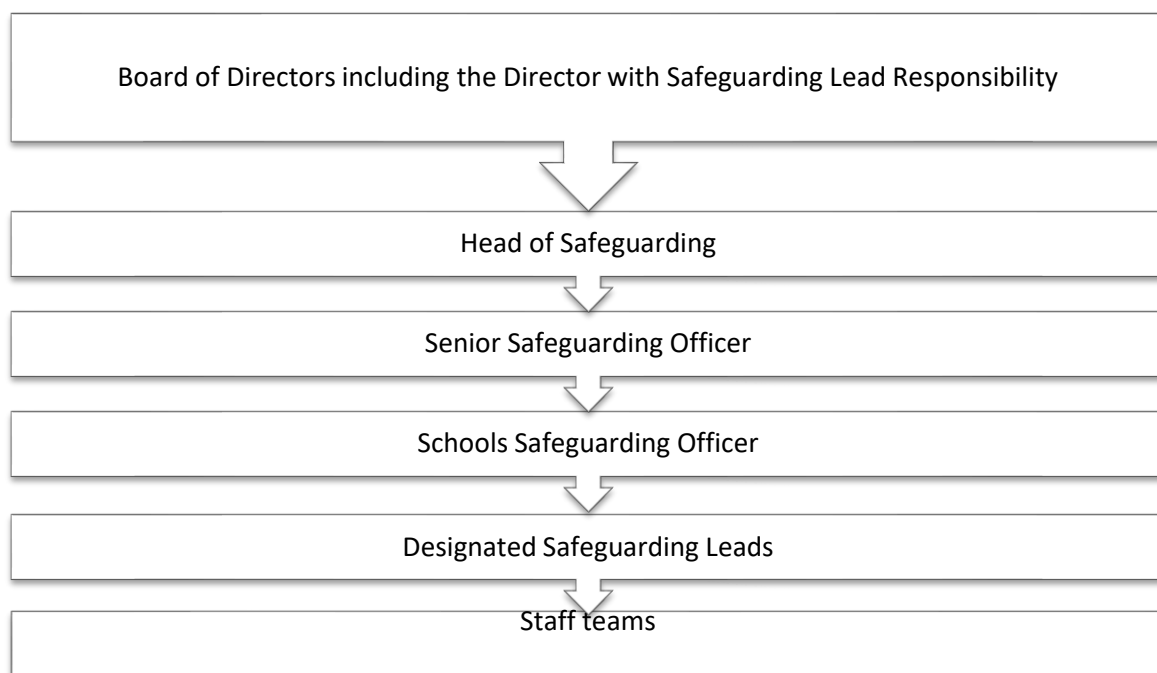 Board of Directors including the Director with Safeguarding Lead Responsibility
Head of Safeguarding
Senior Safeguarding Officer
Schools Safeguarding Officer
Designated Safeguarding Leads
Staff teams